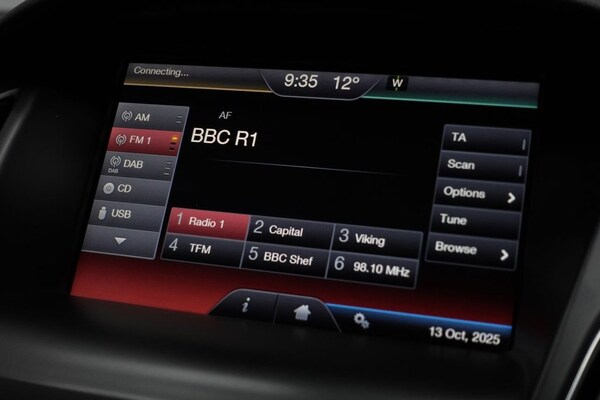 Connecting...
9:35 12° W
AM
FM 1
DAB
DAB
CD
USB
AF
BBC R1
TA
Scan
Options
Tune
Browse
1 Radio 1
2 Capital
3 Viking
4 TFM
5 BBC Shef
6 98.10 MHz
i
13 Oct, 2025